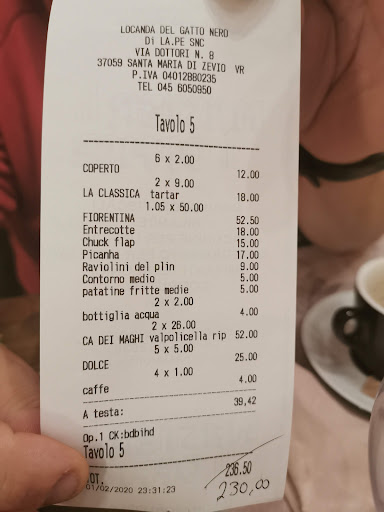 LOCANDA DEL GATTO NERO
Di LA.PE SNC
VIA DOTTORI N. 8
37059 SANTA MARIA DI ZEVIO VR
P.IVA 04012880235
TEL 045 6050950
Tavolo 5
6 x 2.00
COPERTO 12.00
2 x 9.00
LA CLASSICA tartar 18.00
1.05 x 50.00
FIORENTINA 52.50
Entrecotte 18.00
Chuck flap 15.00
Picanha 17.00
Raviolini del plin 9.00
Contorno medio 5.00
patatine fritte medie 5.00
2 x 2.00
bottiglia acqua 4.00
2 x 26.00
CA DEI MAGHI valpolicella rip 52.00
5 x 5.00
DOLCE 25.00
4 x 1.00
caffe 4.00
A testa: 39,42
Op.1 CK:bdbihd
Tavolo 5
OT. 236.50
01/02/2020 23:31:23
230,00